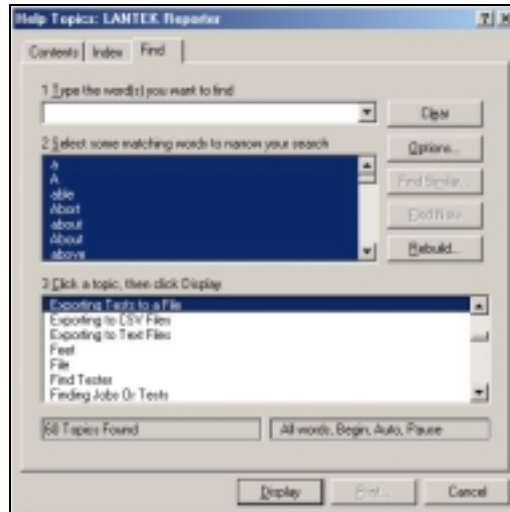 Help Topics: LANTEK Reporter
Contents Index Find
1 Type the word(s) you want to find
Clear
2 Select some matching words to narrow your search
Options...
a
A
able
Abort
about
About
above
Find Similar...
Find Now
Rebuild...
3 Click a topic, then click Display
Exporting Tests to a File
Exporting to CSV Files
Exporting to Text Files
Feet
File
Find Tester
Finding Jobs Or Tests
60 Topics Found All words, Begin, Auto, Pause
Display Print... Cancel